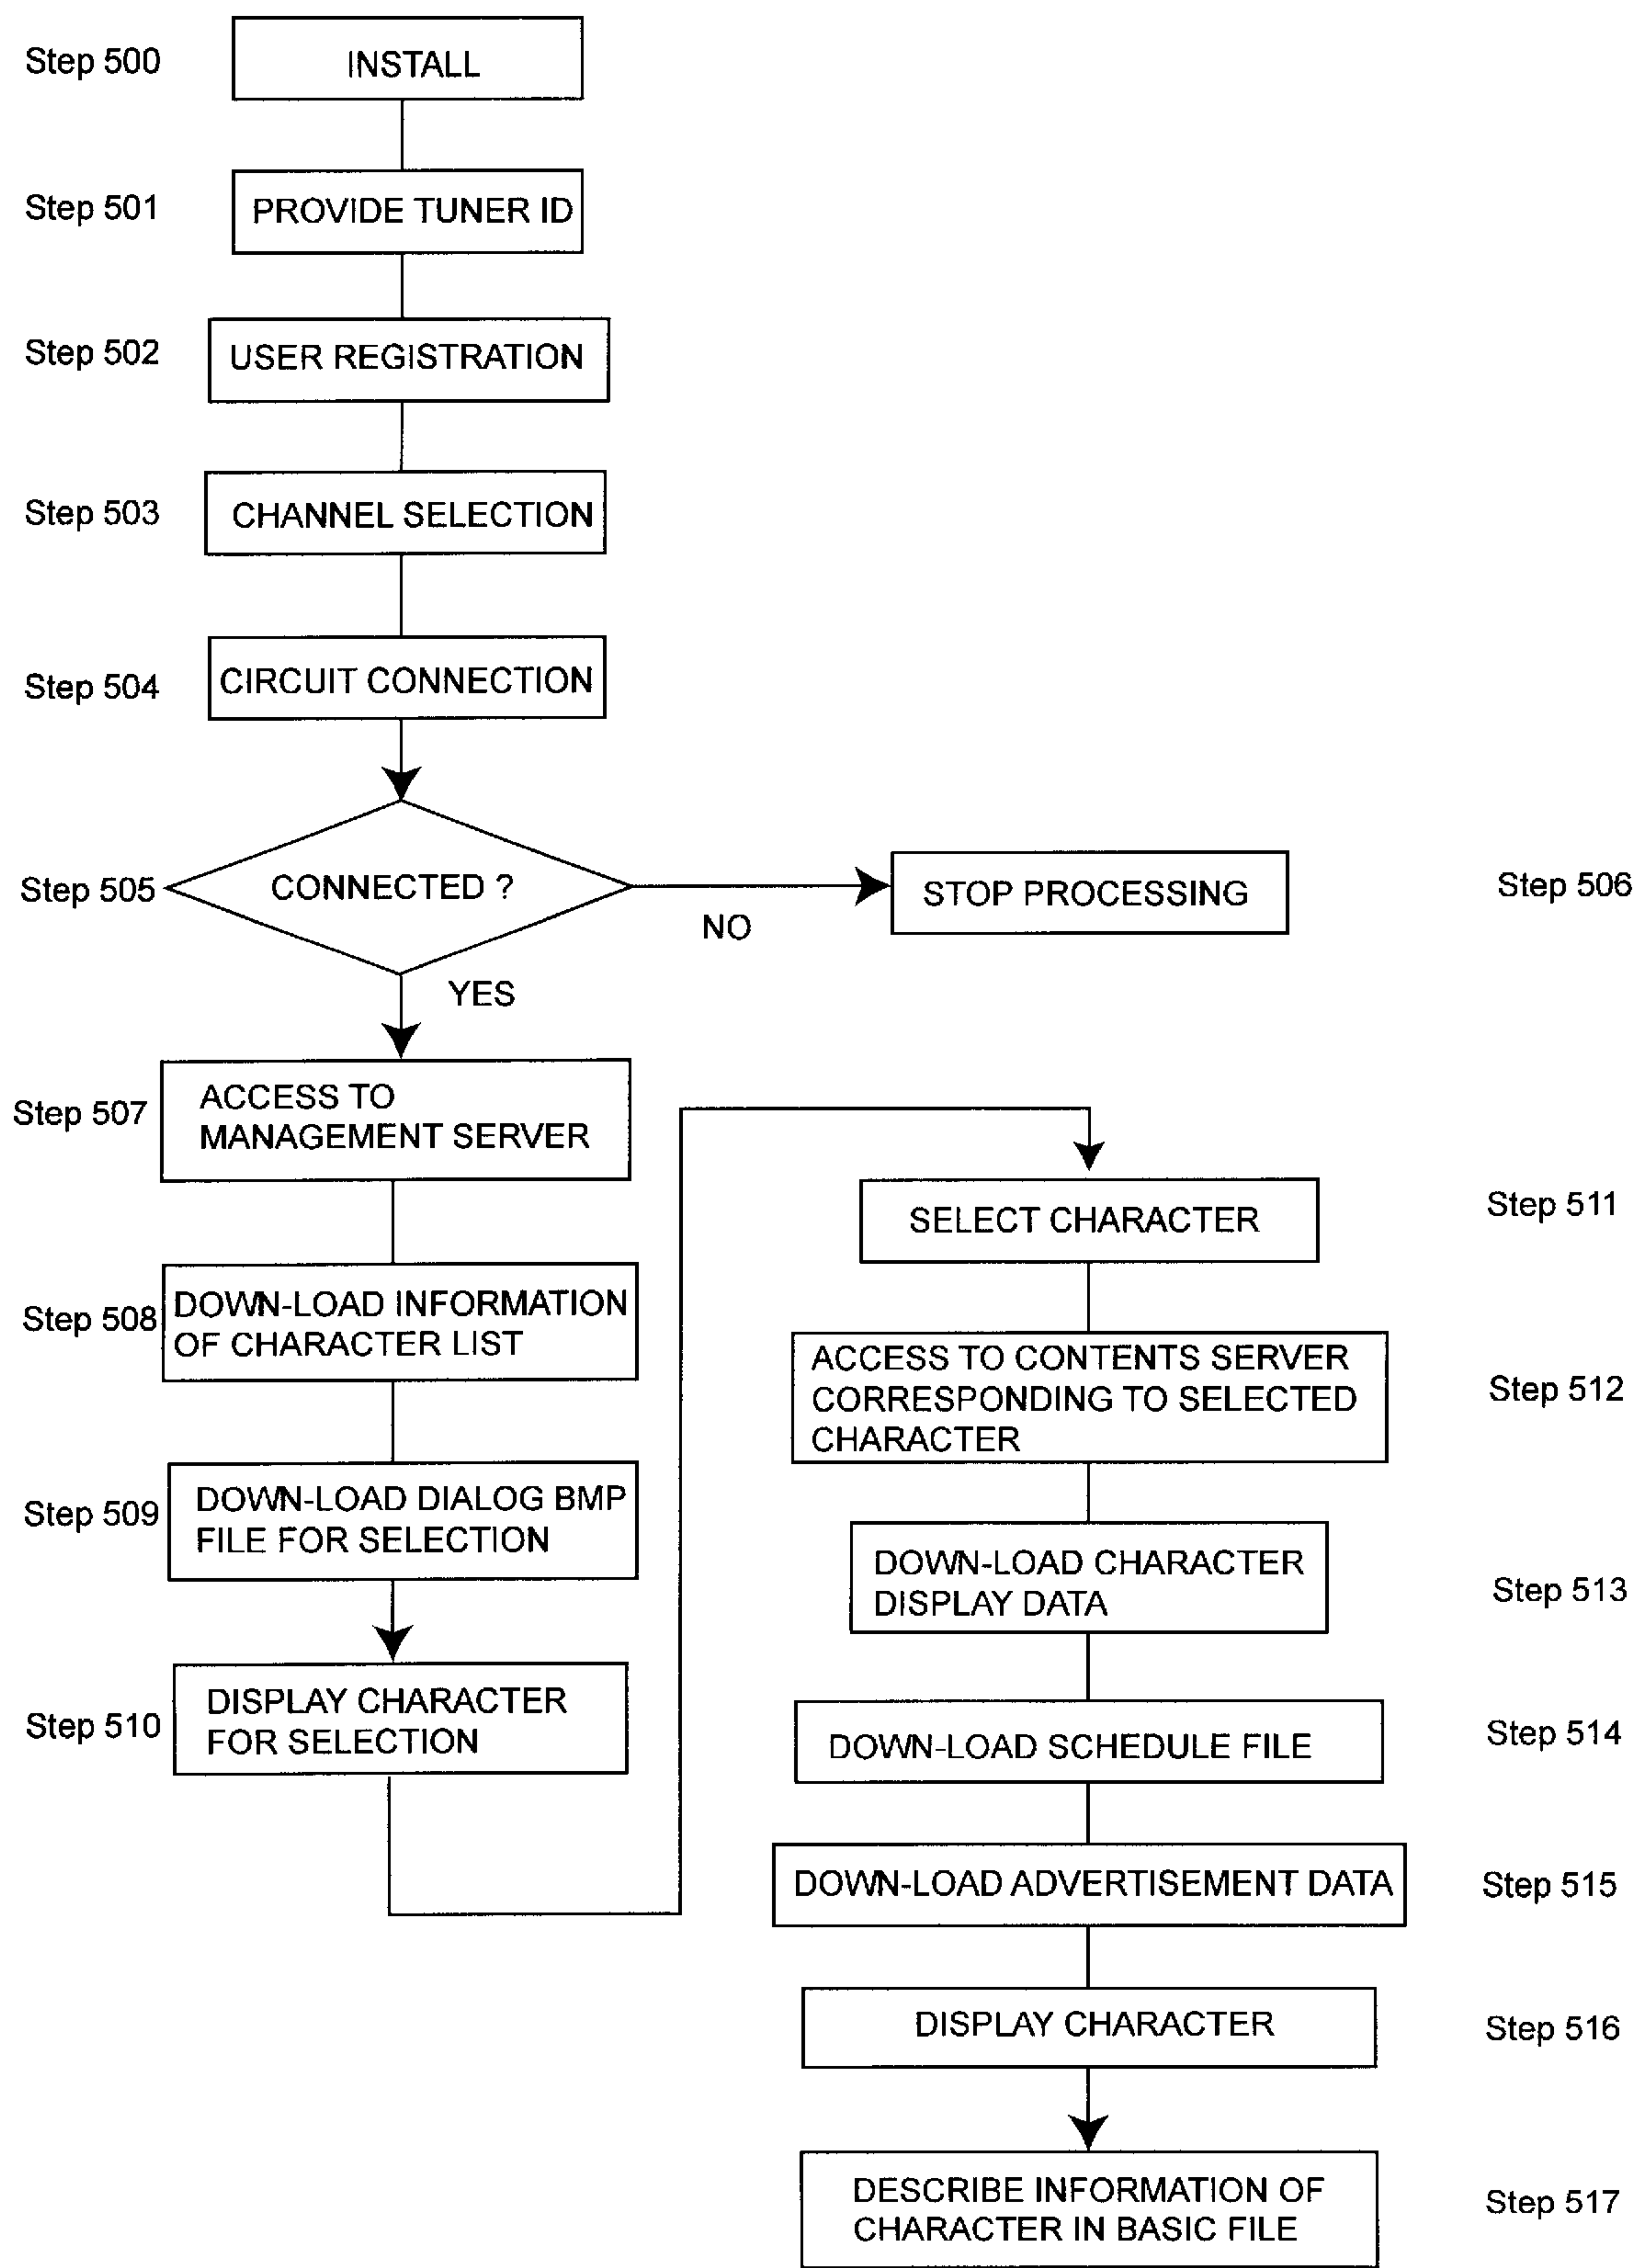 Step 500
INSTALL
Step 501
PROVIDE TUNER ID
Step 502
USER REGISTRATION
Step 503
CHANNEL SELECTION
Step 504
CIRCUIT CONNECTION
Step 505
CONNECTED ?
NO
STOP PROCESSING
Step 506
YES
Step 507
ACCESS TO
MANAGEMENT SERVER
Step 508
DOWN-LOAD INFORMATION
OF CHARACTER LIST
Step 509
DOWN-LOAD DIALOG BMP
FILE FOR SELECTION
Step 510
DISPLAY CHARACTER
FOR SELECTION
SELECT CHARACTER
Step 511
ACCESS TO CONTENTS SERVER
CORRESPONDING TO SELECTED
CHARACTER
Step 512
DOWN-LOAD CHARACTER
DISPLAY DATA
Step 513
DOWN-LOAD SCHEDULE FILE
Step 514
DOWN-LOAD ADVERTISEMENT DATA
Step 515
DISPLAY CHARACTER
Step 516
DESCRIBE INFORMATION OF
CHARACTER IN BASIC FILE
Step 517